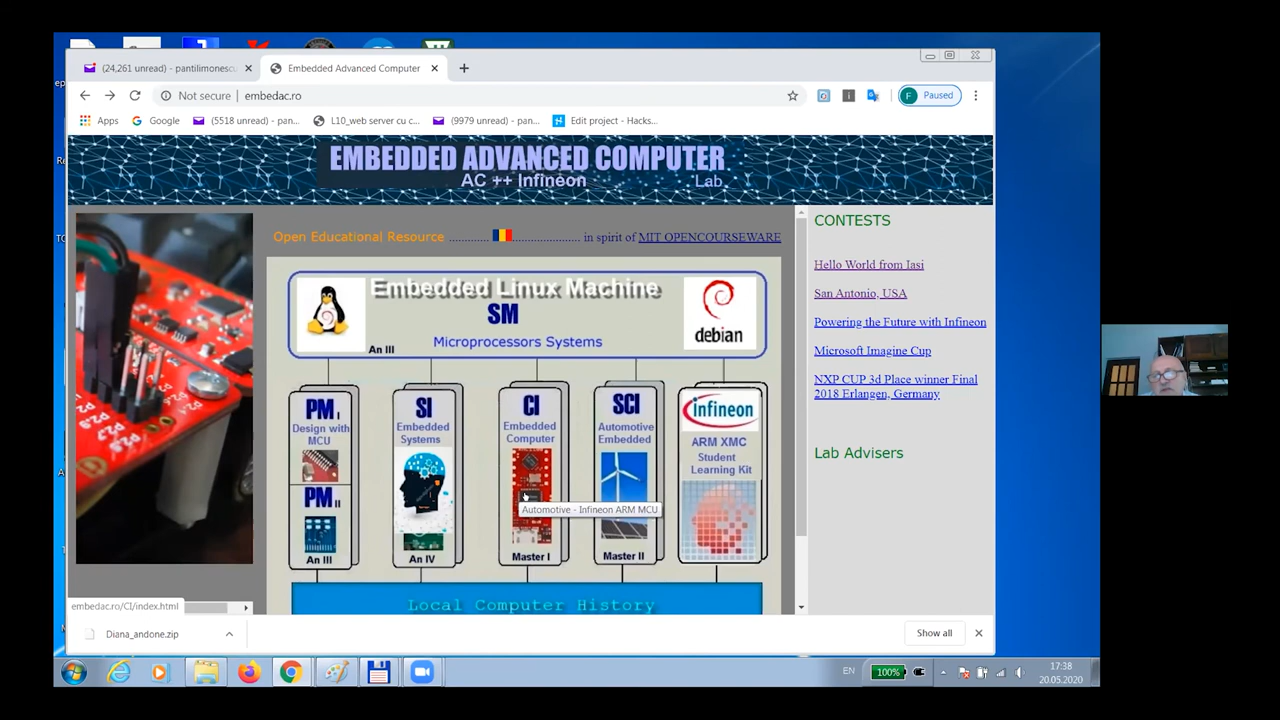 (24,261 unread) - pantilimonescu
Embedded Advanced Computer
Not secure | embedac.ro
Paused
Apps
Google
(5518 unread) - pan...
L10_web server cu c...
(9979 unread) - pan...
Edit project - Hacks...
EMBEDDED ADVANCED COMPUTER
AC ++ Infineon
Lab
Open Educational Resource .............. ......................... in spirit of MIT OPENCOURSEWARE
Embedded Linux Machine
SM
Microprocessors Systems
An III
debian
PM I
Design with
MCU
PM II
An III
SI
Embedded
Systems
An IV
CI
Embedded
Computer
Master I
SCI
Automotive
Embedded
Master II
infineon
ARM XMC
Student
Learning Kit
Automotive - Infineon ARM MCU
Local Computer History
CONTESTS
Hello World from Iasi
San Antonio, USA
Powering the Future with Infineon
Microsoft Imagine Cup
NXP CUP 3d Place winner Final
2018 Erlangen, Germany
Lab Advisers
P2.9
P2.8
embedac.ro/CI/index.html
Diana_andone.zip
Show all
EN
100%
17:38
20.05.2020